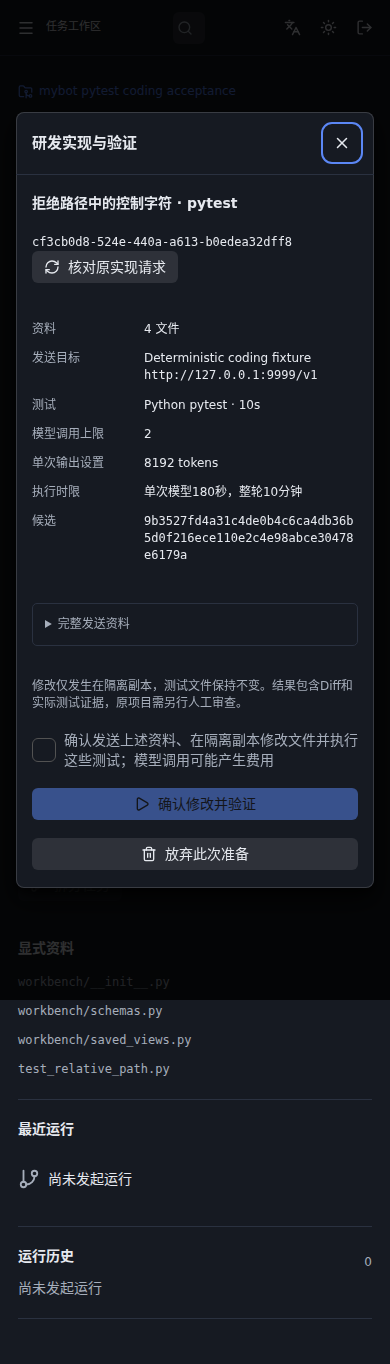 任务工作区
mybot pytest coding acceptance
研发实现与验证
拒绝路径中的控制字符 · pytest
cf3cb0d8-524e-440a-a613-b0edea32dff8
核对原实现请求
资料 4 文件
发送目标 Deterministic coding fixture
http://127.0.0.1:9999/v1
测试 Python pytest · 10s
模型调用上限 2
单次输出设置 8192 tokens
执行时限 单次模型180秒，整轮10分钟
候选 9b3527fd4a31c4de0b4c6ca4db36b
5d0f216ece110e2c4e98abce30478
e6179a
完整发送资料
修改仅发生在隔离副本，测试文件保持不变。结果包含Diff和
实际测试证据，原项目需另行人工审查。
确认发送上述资料、在隔离副本修改文件并执行
这些测试；模型调用可能产生费用
确认修改并验证
放弃此次准备
显式资料
workbench/__init__.py
workbench/schemas.py
workbench/saved_views.py
test_relative_path.py
最近运行
尚未发起运行
运行历史 0
尚未发起运行